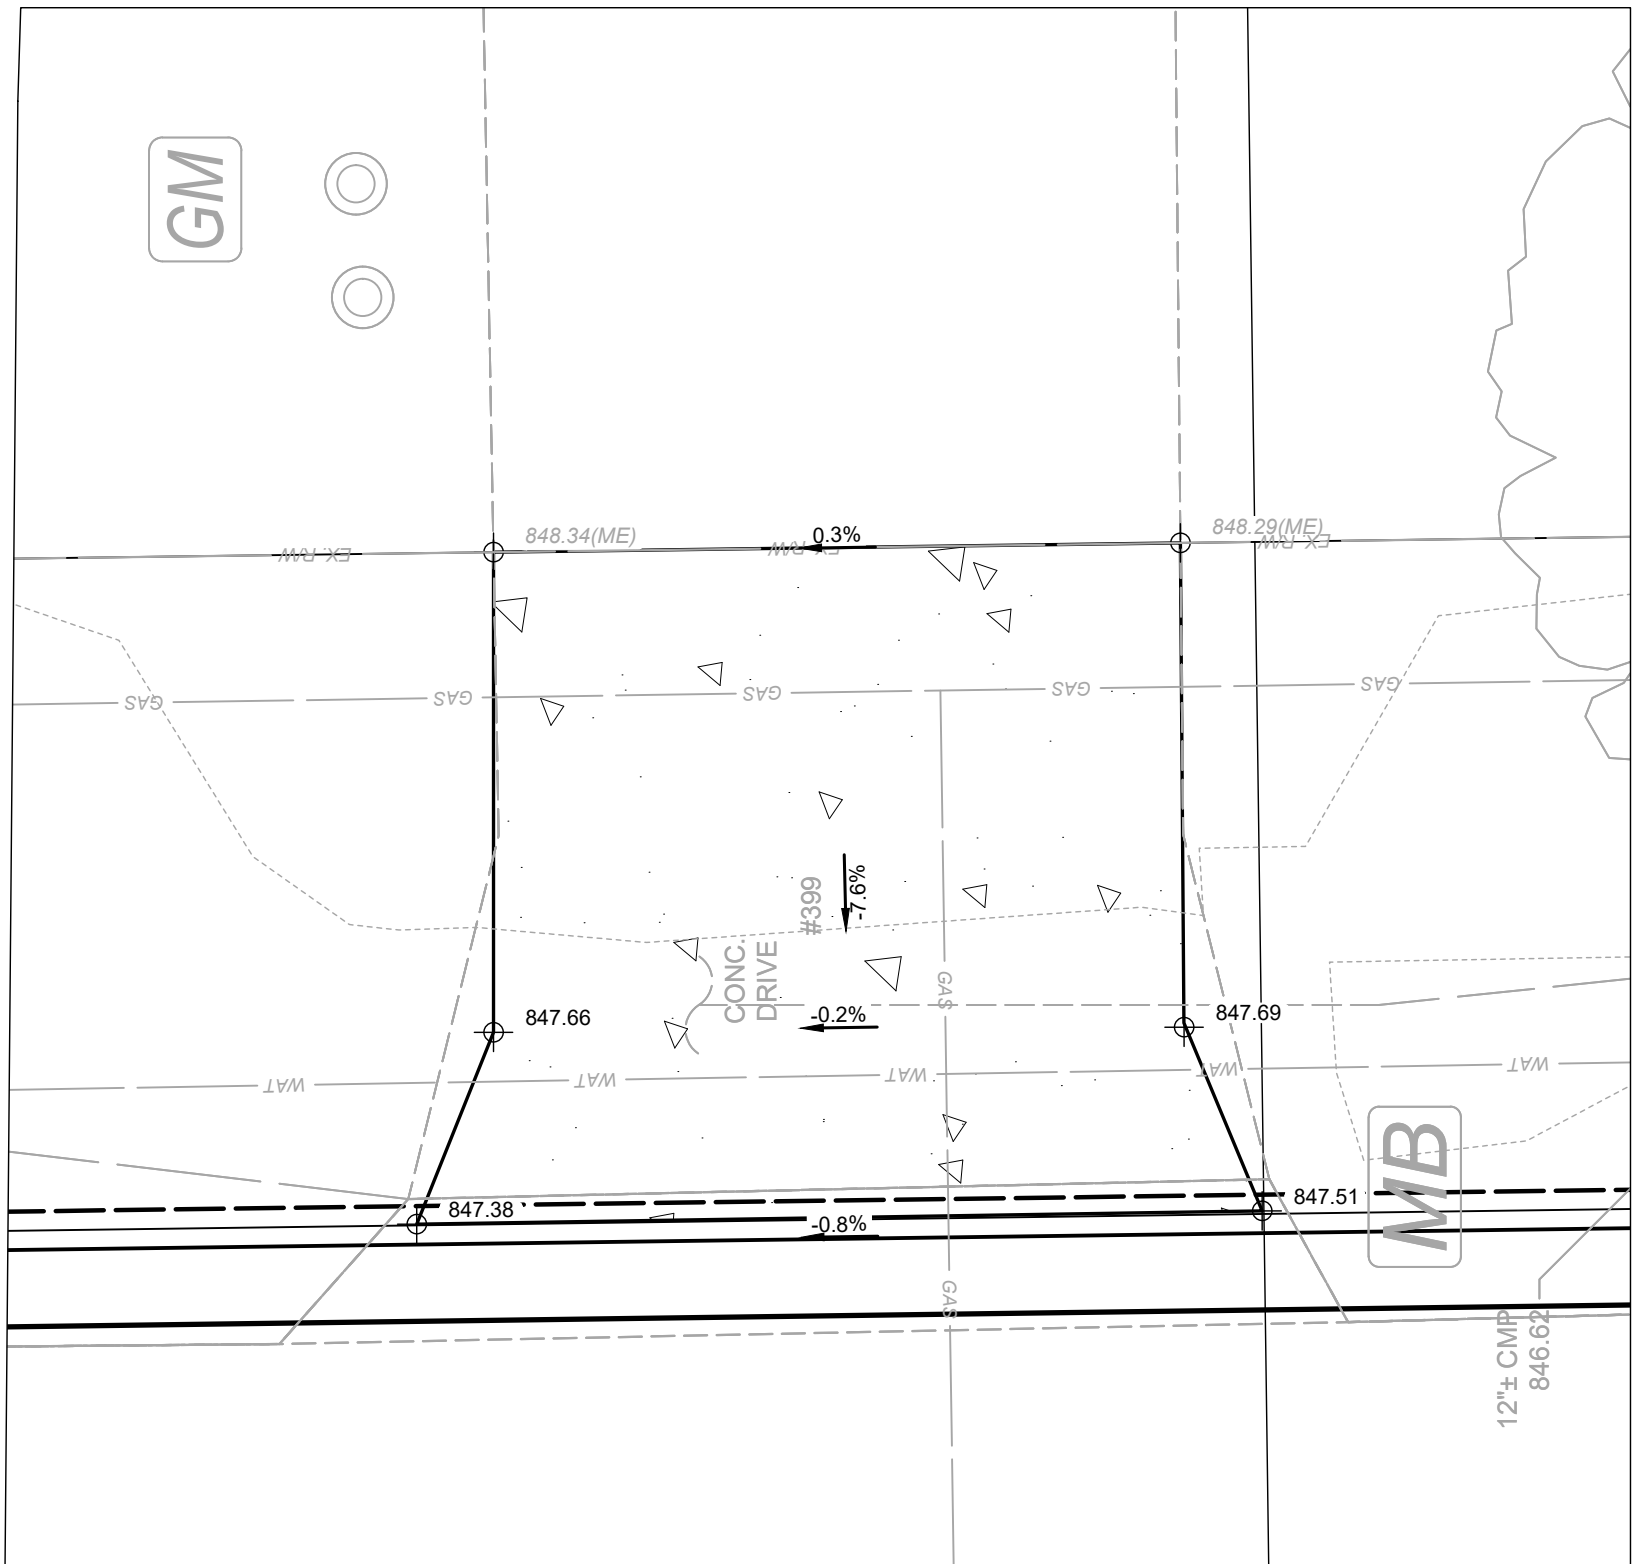 GM
848.34(ME)
0.3%
848.29(ME)
EX. R/W
EX. R/W
EX. R/W
GAS
GAS
GAS
GAS
GAS
#399
-7.6%
CONC.
DRIVE
GAS
847.66
-0.2%
847.69
WAT
WAT
WAT
WAT
WAT
MB
847.38
-0.8%
847.51
GAS
12"± CMP
846.62